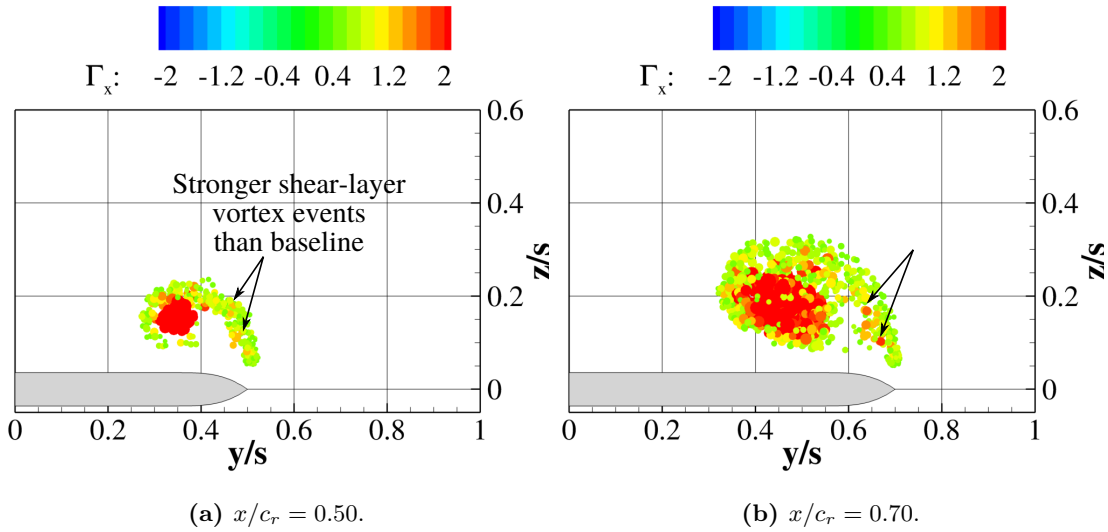 Γx: -2 -1.2 -0.4 0.4 1.2 2
Γx: -2 -1.2 -0.4 0.4 1.2 2
Stronger shear-layer
vortex events
than baseline
0.6
0.4
0.2
0
z/s
0 0.2 0.4 0.6 0.8 1
y/s
0.6
0.4
0.2
0
z/s
0 0.2 0.4 0.6 0.8 1
y/s
(a) x/cr = 0.50.
(b) x/cr = 0.70.